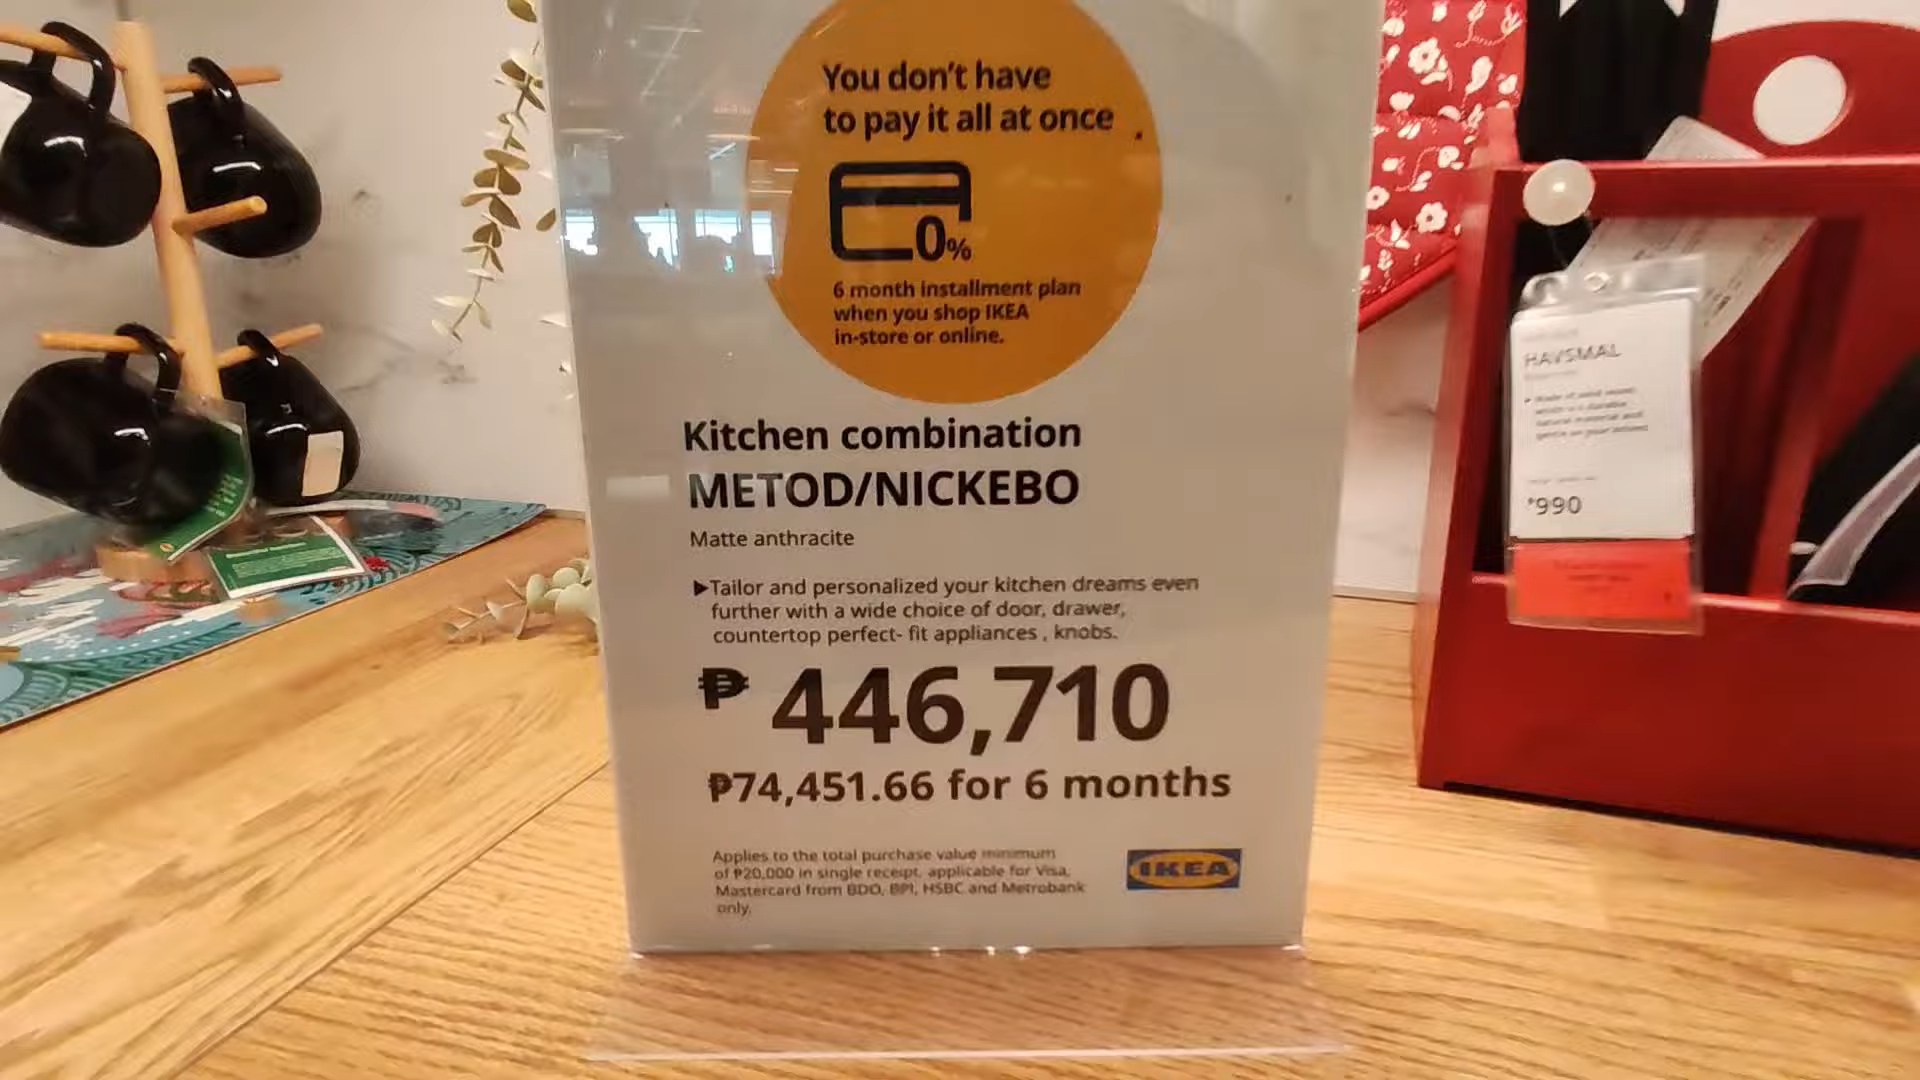 You don't have
to pay it all at once
0%
6 month installment plan
when you shop IKEA
in-store or online.
Kitchen combination
METOD/NICKEBO
Matte anthracite
▶Tailor and personalized your kitchen dreams even
further with a wide choice of door, drawer,
countertop perfect- fit appliances , knobs.
₱ 446,710
₱74,451.66 for 6 months
Applies to the total purchase value minimum
of ₱20,000 in single receipt, applicable for Visa,
Mastercard from BDO, BPI, HSBC and Metrobank
only.
IKEA
HAVSMAL
₱990